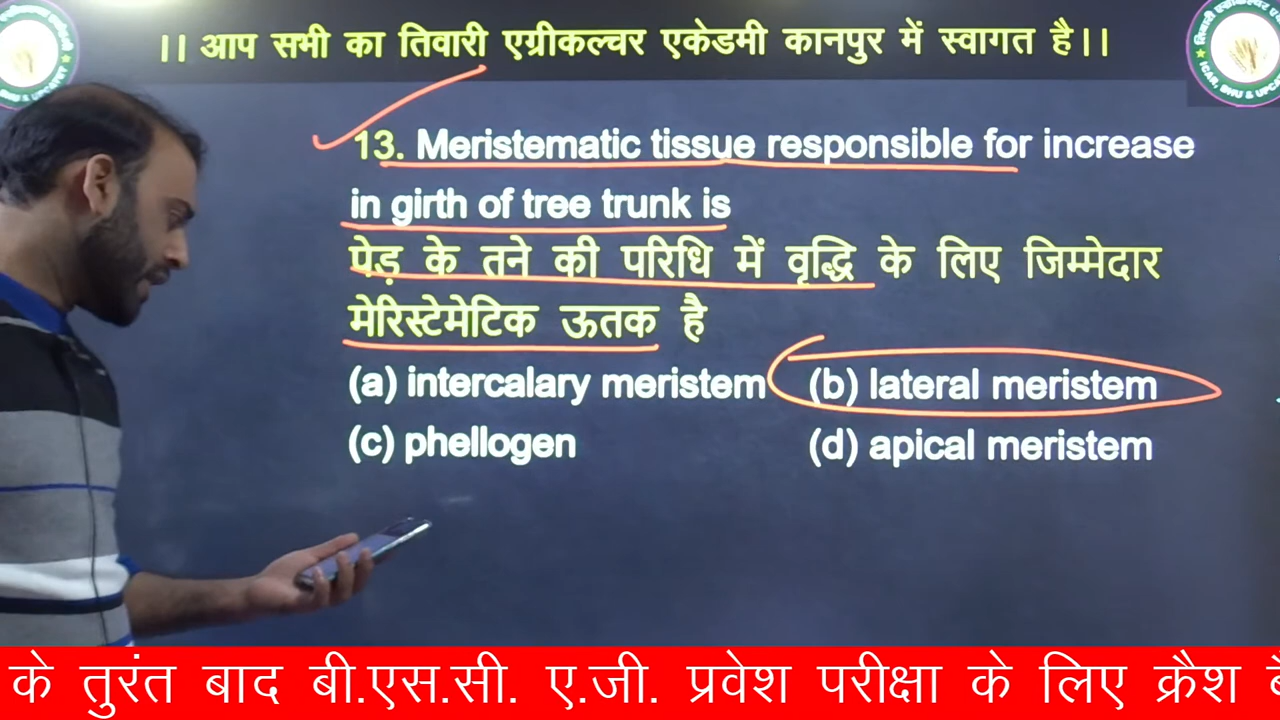 ।। आप सभी का तिवारी एग्रीकल्चर एकेडमी कानपुर में स्वागत है।।
13. Meristematic tissue responsible for increase
in girth of tree trunk is
पेड़ के तने की परिधि में वृद्धि के लिए जिम्मेदार
मेरिस्टेमेटिक ऊतक है
(a) intercalary meristem (b) lateral meristem
(c) phellogen (d) apical meristem
के तुरंत बाद बी.एस.सी. ए.जी. प्रवेश परीक्षा के लिए क्रैश